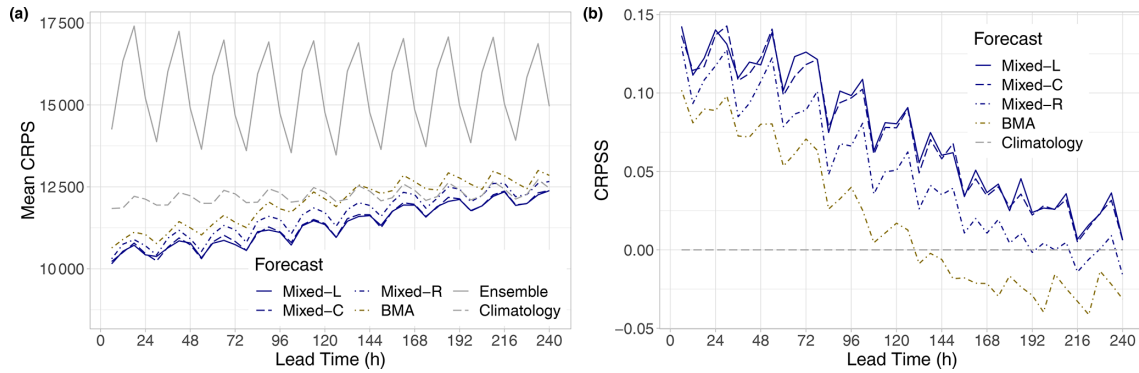 (a)
Mean CRPS
17500
15000
12500
10000
0 24 48 72 96 120 144 168 192 216 240
Lead Time (h)
Forecast
Mixed−L Mixed−R Ensemble
Mixed−C BMA Climatology
(b)
CRPSS
0.15
0.10
0.05
0.00
−0.05
0 24 48 72 96 120 144 168 192 216 240
Lead Time (h)
Forecast
Mixed−L
Mixed−C
Mixed−R
BMA
Climatology